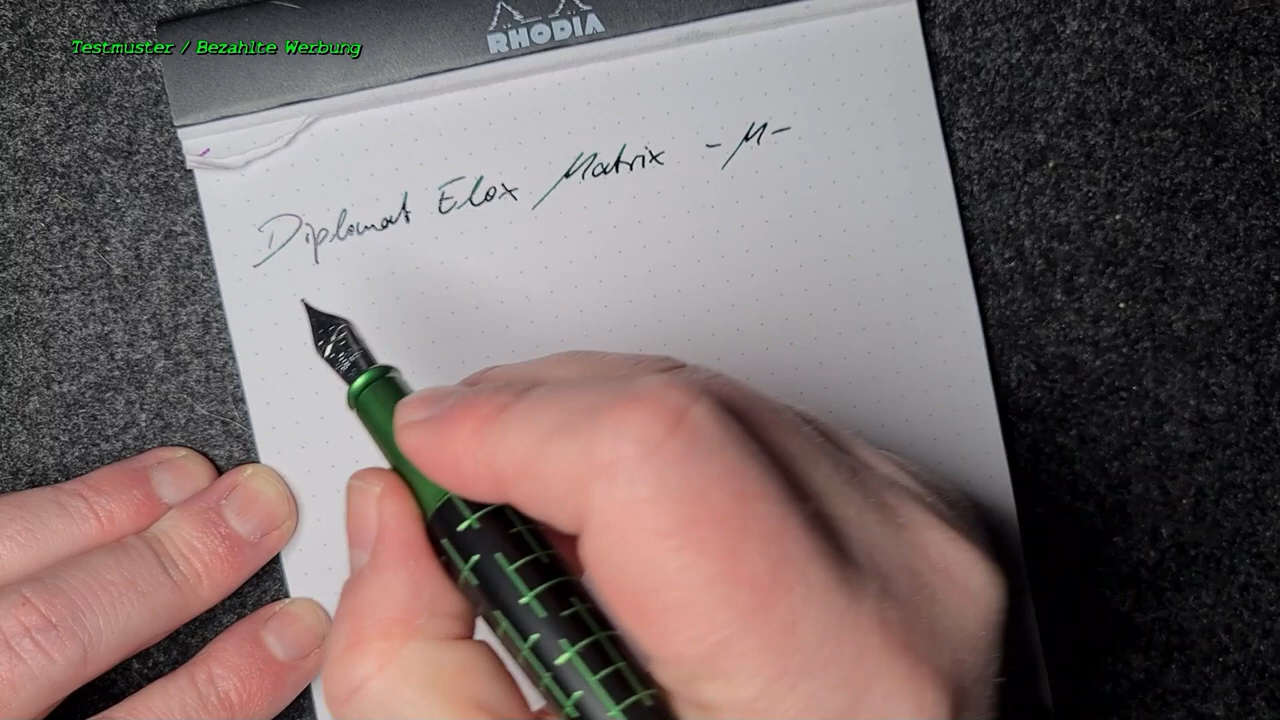 Testmuster / Bezahlte Werbung
RHODIA
Diplomat Elox Matrix -M-